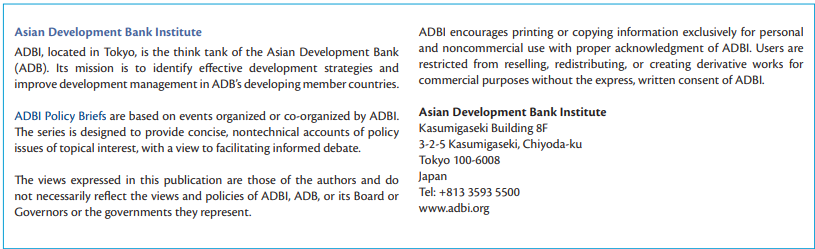 Asian Development Bank Institute
ADBI, located in Tokyo, is the think tank of the Asian Development Bank
(ADB). Its mission is to identify effective development strategies and
improve development management in ADB's developing member countries.
ADBI Policy Briefs are based on events organized or co-organized by ADBI.
The series is designed to provide concise, nontechnical accounts of policy
issues of topical interest, with a view to facilitating informed debate.
The views expressed in this publication are those of the authors and do
not necessarily reflect the views and policies of ADBI, ADB, or its Board or
Governors or the governments they represent.
ADBI encourages printing or copying information exclusively for personal
and noncommercial use with proper acknowledgment of ADBI. Users are
restricted from reselling, redistributing, or creating derivative works for
commercial purposes without the express, written consent of ADBI.
Asian Development Bank Institute
Kasumigaseki Building 8F
3-2-5 Kasumigaseki, Chiyoda-ku
Tokyo 100-6008
Japan
Tel: +813 3593 5500
www.adbi.org